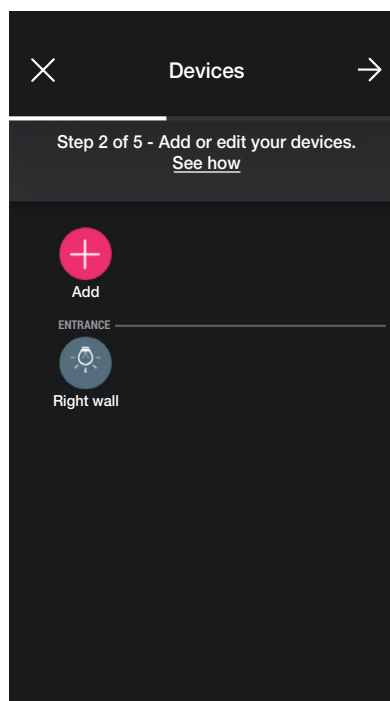 Devices
Step 2 of 5 - Add or edit your devices.
See how
Add
ENTRANCE
Right wall